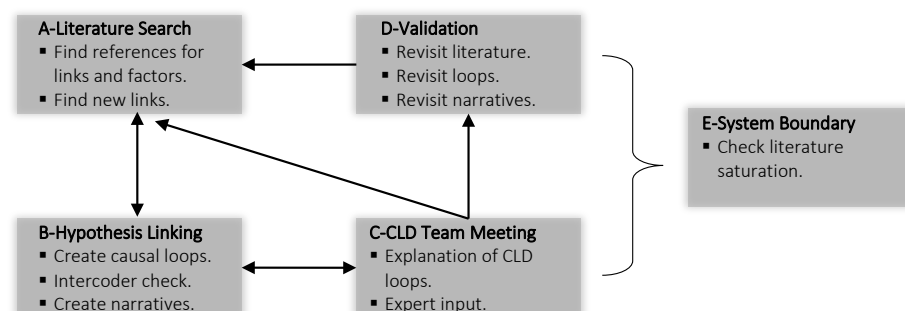 A-Literature Search
▪ Find references for
links and factors.
▪ Find new links.
D-Validation
▪ Revisit literature.
▪ Revisit loops.
▪ Revisit narratives.
E-System Boundary
▪ Check literature
saturation.
B-Hypothesis Linking
▪ Create causal loops.
▪ Intercoder check.
▪ Create narratives.
C-CLD Team Meeting
▪ Explanation of CLD
loops.
▪ Expert input.